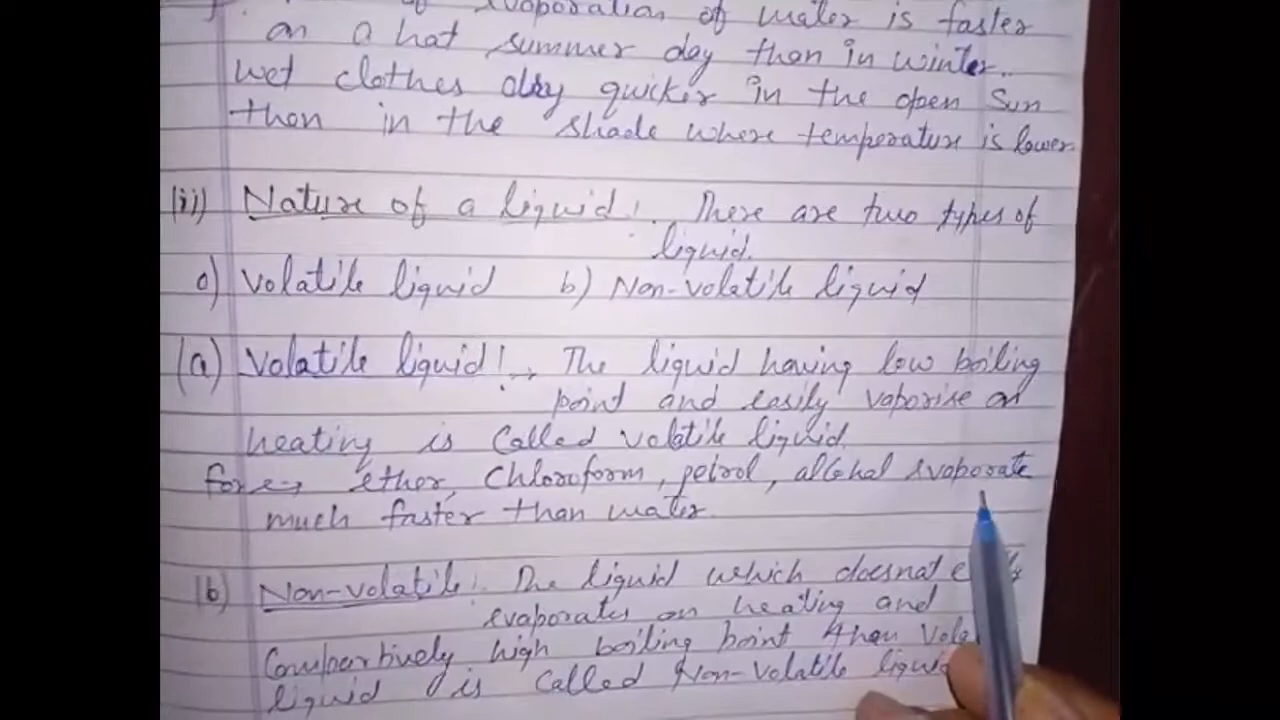 of evaporation of water is faster
on a hot summer day than in winter.
Wet clothes dry quicker in the open Sun
than in the shade where temperature is lower
(ii) Nature of a liquid:- There are two types of
liquid.
a) Volatile liquid b) Non-volatile liquid
(a) Volatile liquid:- The liquid having low boiling
point and easily vaporise on
heating is called volatile liquid.
ether, Chloroform, petrol, alcohol evaporate
much faster than water.
(b) Non-volatile: The liquid which doesnot
evaporates on heating and
Comparbively high boiling point than
liquid is called Non-volatile